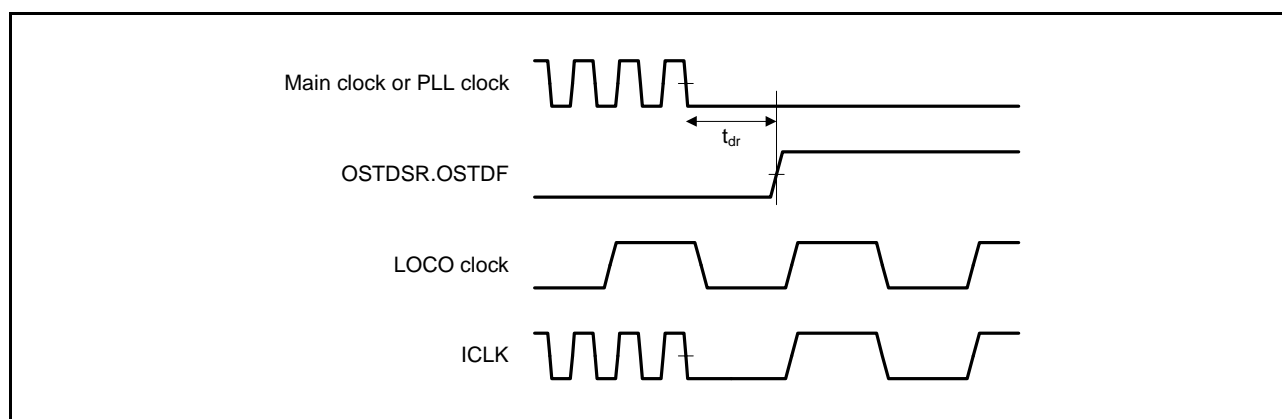 Main clock or PLL clock
tdr
OSTDSR.OSTDF
LOCO clock
ICLK